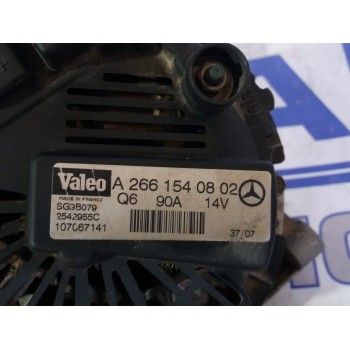 Valeo A 266 154 08 02
MADE IN FRANCE Q6 90A 14V
SG9B079
2542955C
107067141 37/07